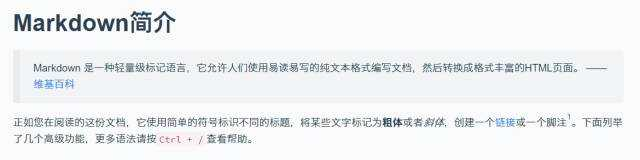 Markdown简介
Markdown 是一种轻量级标记语言，它允许人们使用易读易写的纯文本格式编写文档，然后转换成格式丰富的HTML页面。 ——
维基百科
正如您在阅读的这份文档，它使用简单的符号标识不同的标题，将某些文字标记为粗体或者斜体，创建一个链接或一个脚注1。下面列举
了几个高级功能，更多语法请按 Ctrl + / 查看帮助。